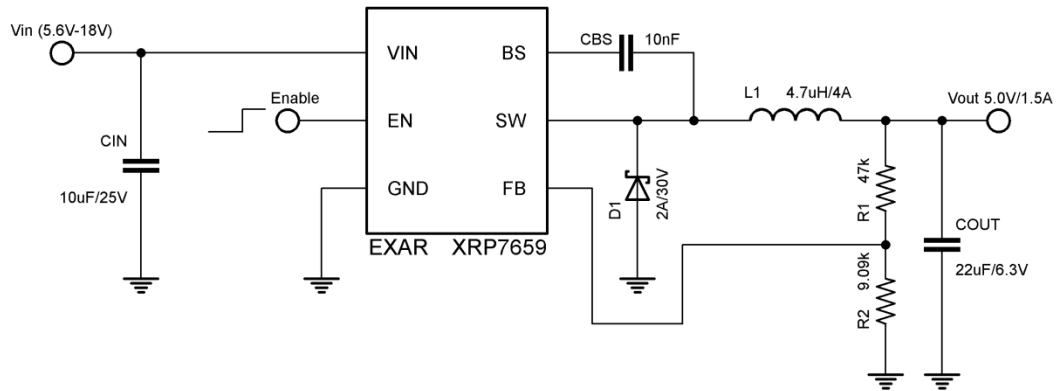 Vin (5.6V-18V)
CIN
10uF/25V
Enable
VIN
EN
GND
BS
SW
FB
EXAR XRP7659
CBS 10nF
D1
2A/30V
L1 4.7uH/4A
Vout 5.0V/1.5A
R1
47k
R2
9.09k
COUT
22uF/6.3V